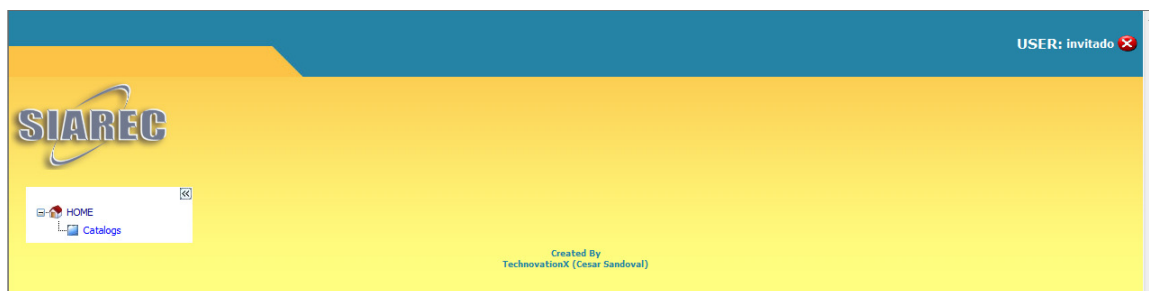 USER: invitado
SIAREC
HOME
Catalogs
Created By
TechnovationX (Cesar Sandoval)